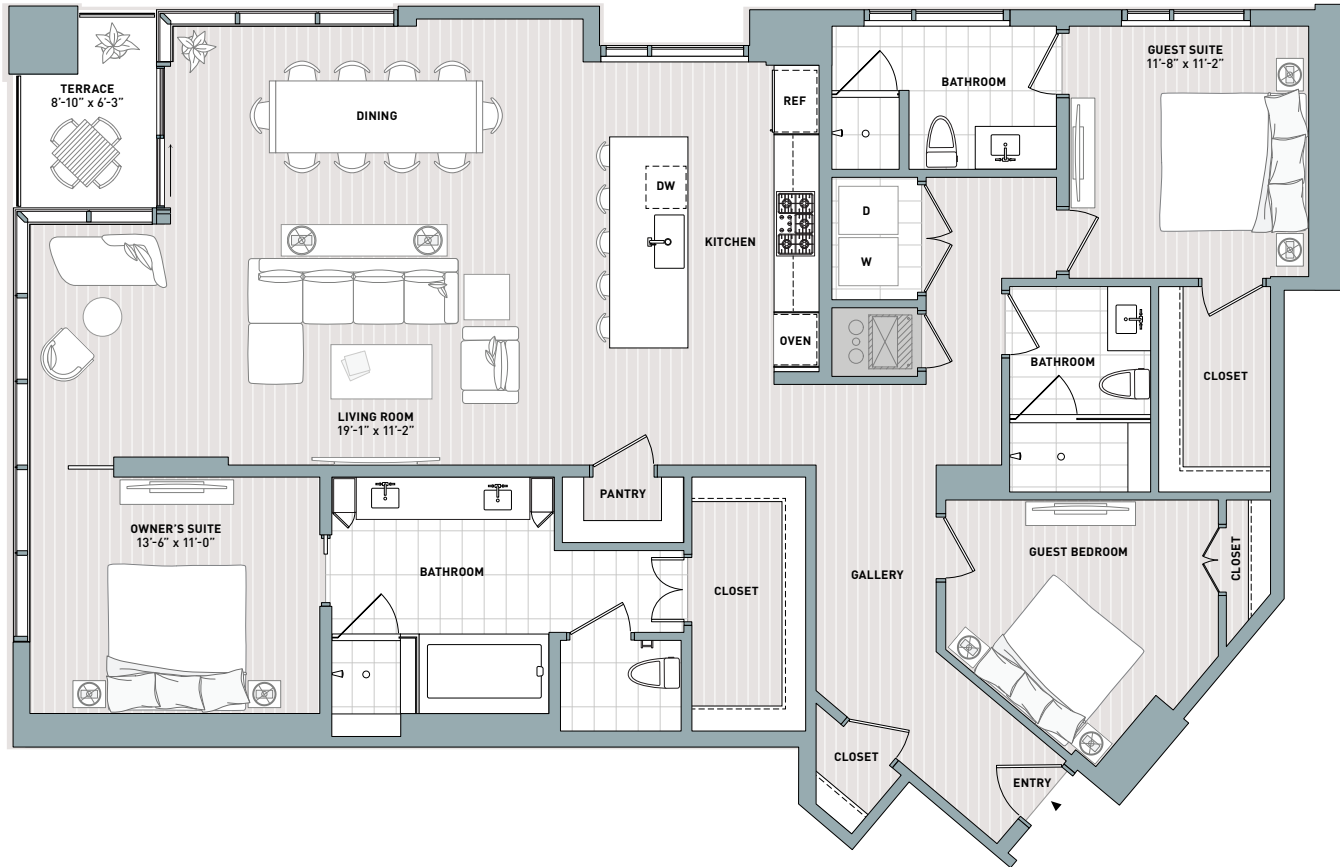 TERRACE
8'-10" x 6'-3"
DINING
REF
BATHROOM
GUEST SUITE
11'-8" x 11'-2"
DW
KITCHEN
D
W
OVEN
BATHROOM
CLOSET
LIVING ROOM
19'-1" x 11'-2"
PANTRY
OWNER'S SUITE
13'-6" x 11'-0"
BATHROOM
CLOSET
GALLERY
GUEST BEDROOM
CLOSET
CLOSET
ENTRY